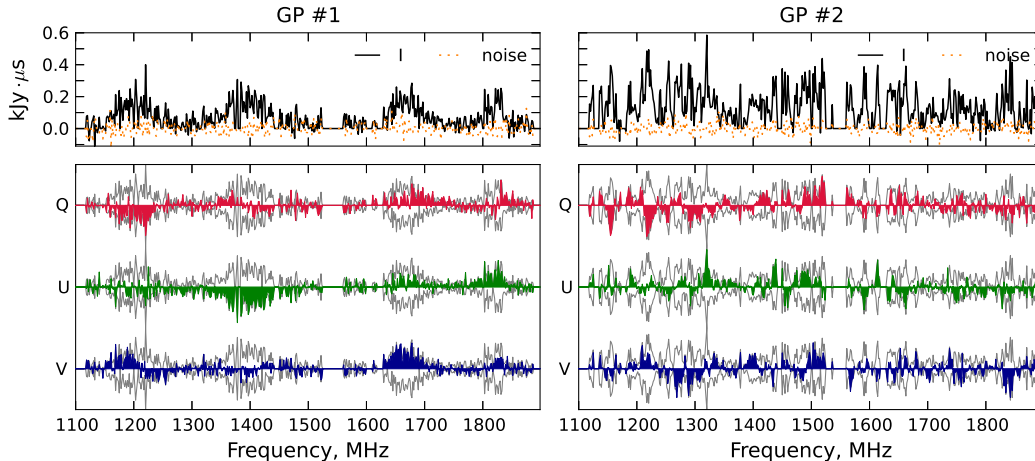 GP #1
GP #2
kJy · μs
0.6
0.4
0.2
0.0
I
noise
I
noise
Q
U
V
Q
U
V
1100 1200 1300 1400 1500 1600 1700 1800
1100 1200 1300 1400 1500 1600 1700 1800
Frequency, MHz
Frequency, MHz